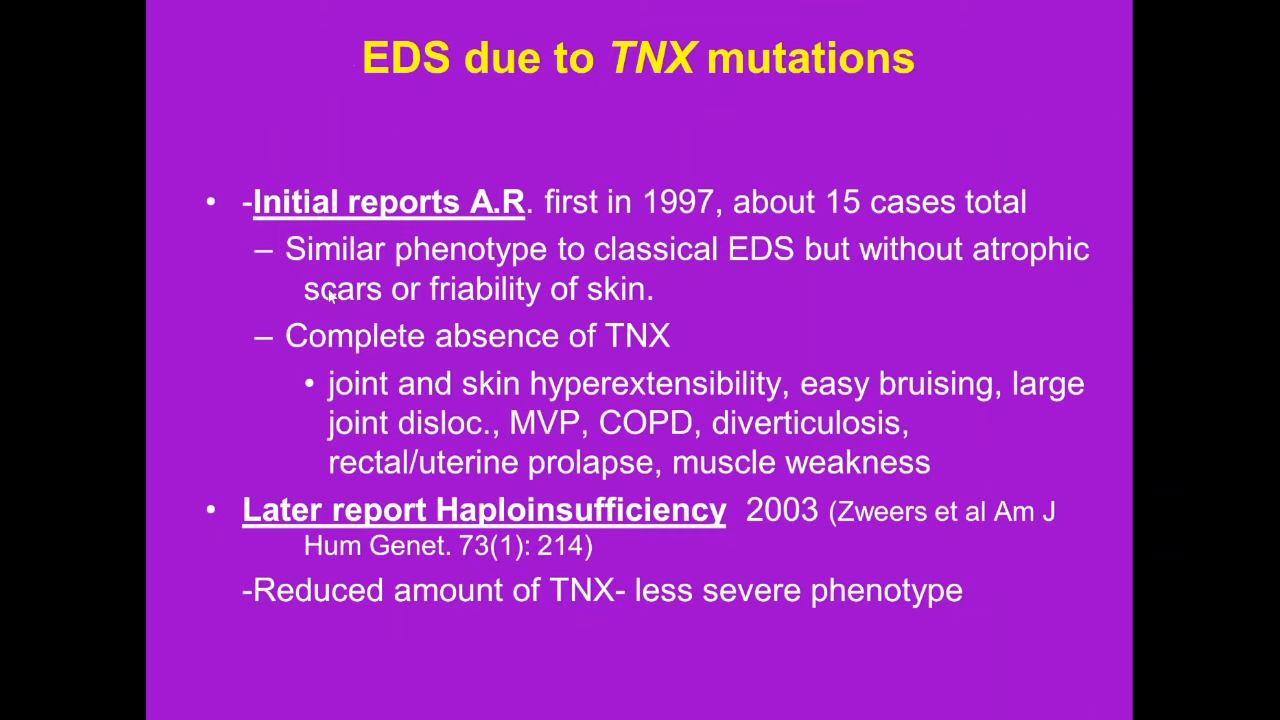 EDS due to TNX mutations
• -Initial reports A.R. first in 1997, about 15 cases total
– Similar phenotype to classical EDS but without atrophic
scars or friability of skin.
– Complete absence of TNX
• joint and skin hyperextensibility, easy bruising, large
joint disloc., MVP, COPD, diverticulosis,
rectal/uterine prolapse, muscle weakness
• Later report Haploinsufficiency 2003 (Zweers et al Am J
Hum Genet. 73(1): 214)
-Reduced amount of TNX- less severe phenotype